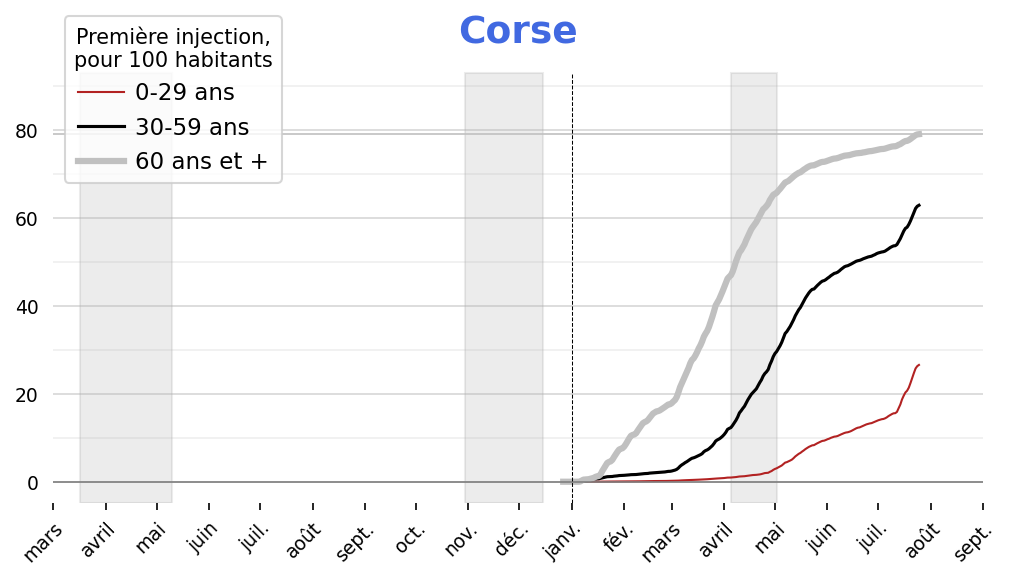 Corse
Première injection,
pour 100 habitants
0-29 ans
30-59 ans
60 ans et +
80
60
40
20
0
mars
avril
mai
juin
juil.
août
sept.
oct.
nov.
déc.
janv.
fév.
mars
avril
mai
juin
juil.
août
sept.